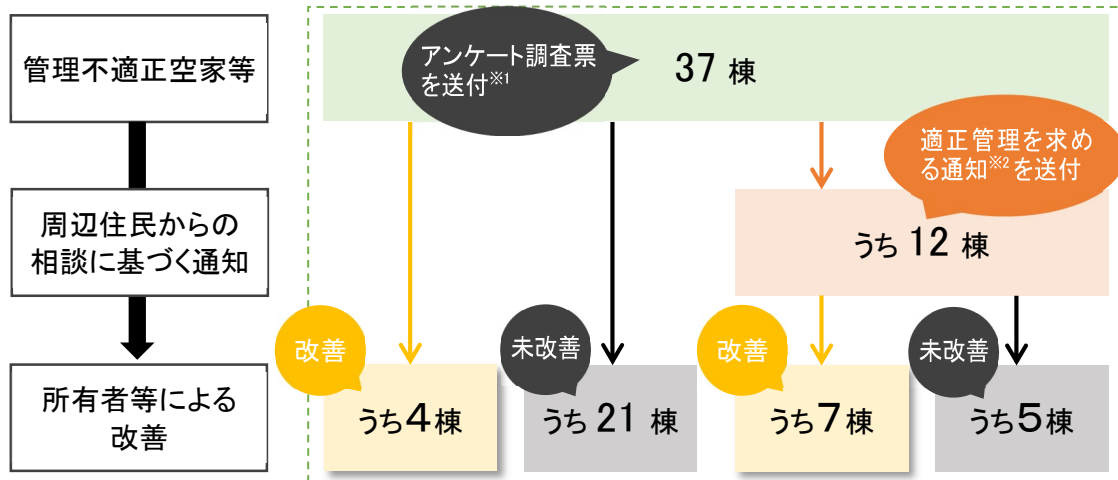 管理不適正空家等
アンケート調査票
を送付※1
37 棟
適正管理を求め
る通知※2を送付
周辺住民からの
相談に基づく通知
うち 12 棟
改善
未改善
改善
未改善
所有者等による
改善
うち4棟
うち 21 棟
うち7棟
うち5棟